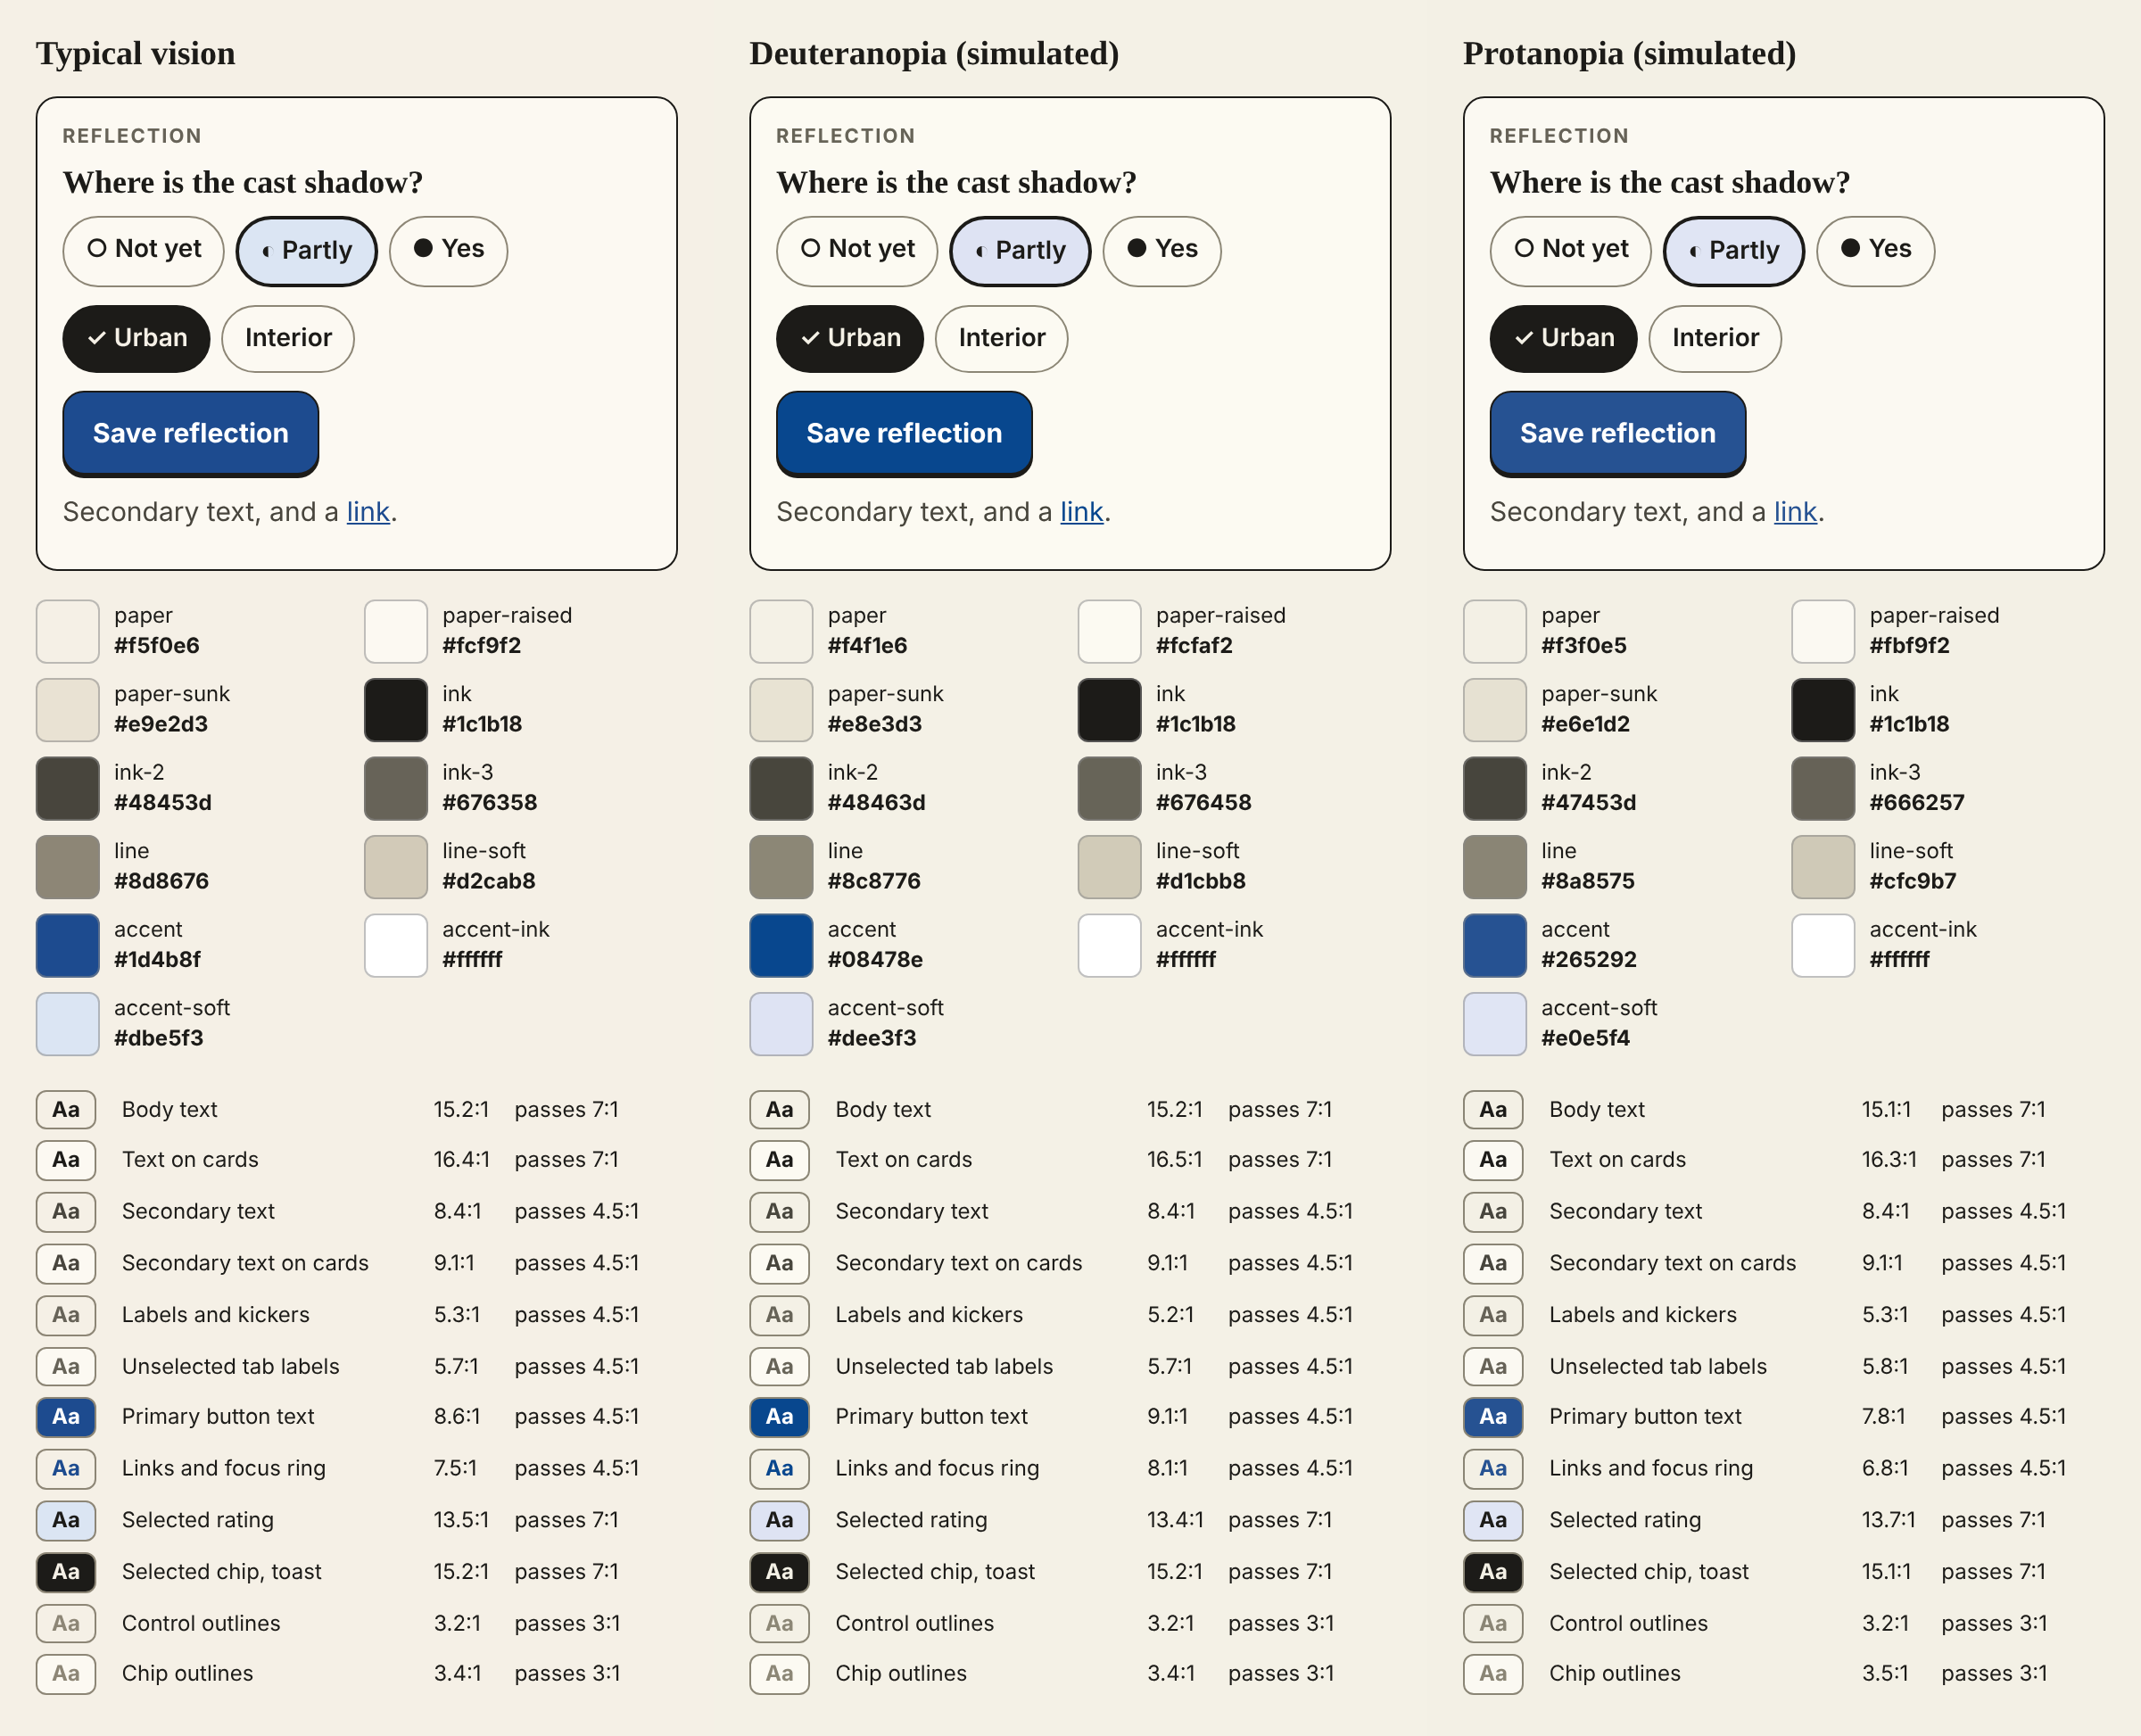 Typical vision
REFLECTION
Where is the cast shadow?
Not yet
Partly
Yes
Urban
Interior
Save reflection
Secondary text, and a link.
paper
#f5f0e6
paper-raised
#fcf9f2
paper-sunk
#e9e2d3
ink
#1c1b18
ink-2
#48453d
ink-3
#676358
line
#8d8676
line-soft
#d2cab8
accent
#1d4b8f
accent-ink
#ffffff
accent-soft
#dbe5f3
Aa Body text 15.2:1 passes 7:1
Aa Text on cards 16.4:1 passes 7:1
Aa Secondary text 8.4:1 passes 4.5:1
Aa Secondary text on cards 9.1:1 passes 4.5:1
Aa Labels and kickers 5.3:1 passes 4.5:1
Aa Unselected tab labels 5.7:1 passes 4.5:1
Aa Primary button text 8.6:1 passes 4.5:1
Aa Links and focus ring 7.5:1 passes 4.5:1
Aa Selected rating 13.5:1 passes 7:1
Aa Selected chip, toast 15.2:1 passes 7:1
Aa Control outlines 3.2:1 passes 3:1
Aa Chip outlines 3.4:1 passes 3:1
Deuteranopia (simulated)
REFLECTION
Where is the cast shadow?
Not yet
Partly
Yes
Urban
Interior
Save reflection
Secondary text, and a link.
paper
#f4f1e6
paper-raised
#fcfaf2
paper-sunk
#e8e3d3
ink
#1c1b18
ink-2
#48463d
ink-3
#676458
line
#8c8776
line-soft
#d1cbb8
accent
#08478e
accent-ink
#ffffff
accent-soft
#dee3f3
Aa Body text 15.2:1 passes 7:1
Aa Text on cards 16.5:1 passes 7:1
Aa Secondary text 8.4:1 passes 4.5:1
Aa Secondary text on cards 9.1:1 passes 4.5:1
Aa Labels and kickers 5.2:1 passes 4.5:1
Aa Unselected tab labels 5.7:1 passes 4.5:1
Aa Primary button text 9.1:1 passes 4.5:1
Aa Links and focus ring 8.1:1 passes 4.5:1
Aa Selected rating 13.4:1 passes 7:1
Aa Selected chip, toast 15.2:1 passes 7:1
Aa Control outlines 3.2:1 passes 3:1
Aa Chip outlines 3.4:1 passes 3:1
Protanopia (simulated)
REFLECTION
Where is the cast shadow?
Not yet
Partly
Yes
Urban
Interior
Save reflection
Secondary text, and a link.
paper
#f3f0e5
paper-raised
#fbf9f2
paper-sunk
#e6e1d2
ink
#1c1b18
ink-2
#47453d
ink-3
#666257
line
#8a8575
line-soft
#cfc9b7
accent
#265292
accent-ink
#ffffff
accent-soft
#e0e5f4
Aa Body text 15.1:1 passes 7:1
Aa Text on cards 16.3:1 passes 7:1
Aa Secondary text 8.4:1 passes 4.5:1
Aa Secondary text on cards 9.1:1 passes 4.5:1
Aa Labels and kickers 5.3:1 passes 4.5:1
Aa Unselected tab labels 5.8:1 passes 4.5:1
Aa Primary button text 7.8:1 passes 4.5:1
Aa Links and focus ring 6.8:1 passes 4.5:1
Aa Selected rating 13.7:1 passes 7:1
Aa Selected chip, toast 15.1:1 passes 7:1
Aa Control outlines 3.2:1 passes 3:1
Aa Chip outlines 3.5:1 passes 3:1